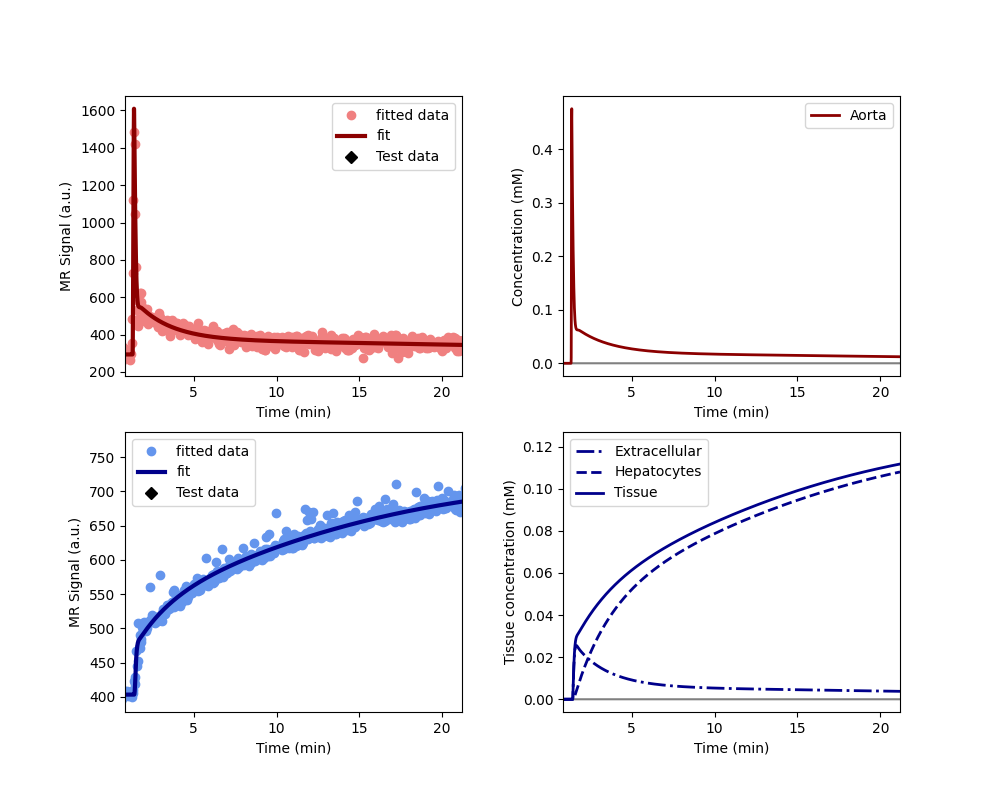 1600
1400
1200
1000
800
600
400
200
MR Signal (a.u.)
5
10
15
20
Time (min)
fitted data
fit
Test data
0.4
0.3
0.2
0.1
0.0
Concentration (mM)
5
10
15
20
Time (min)
Aorta
750
700
650
600
550
500
450
400
MR Signal (a.u.)
5
10
15
20
Time (min)
fitted data
fit
Test data
0.12
0.10
0.08
0.06
0.04
0.02
0.00
Tissue concentration (mM)
5
10
15
20
Time (min)
Extracellular
Hepatocytes
Tissue